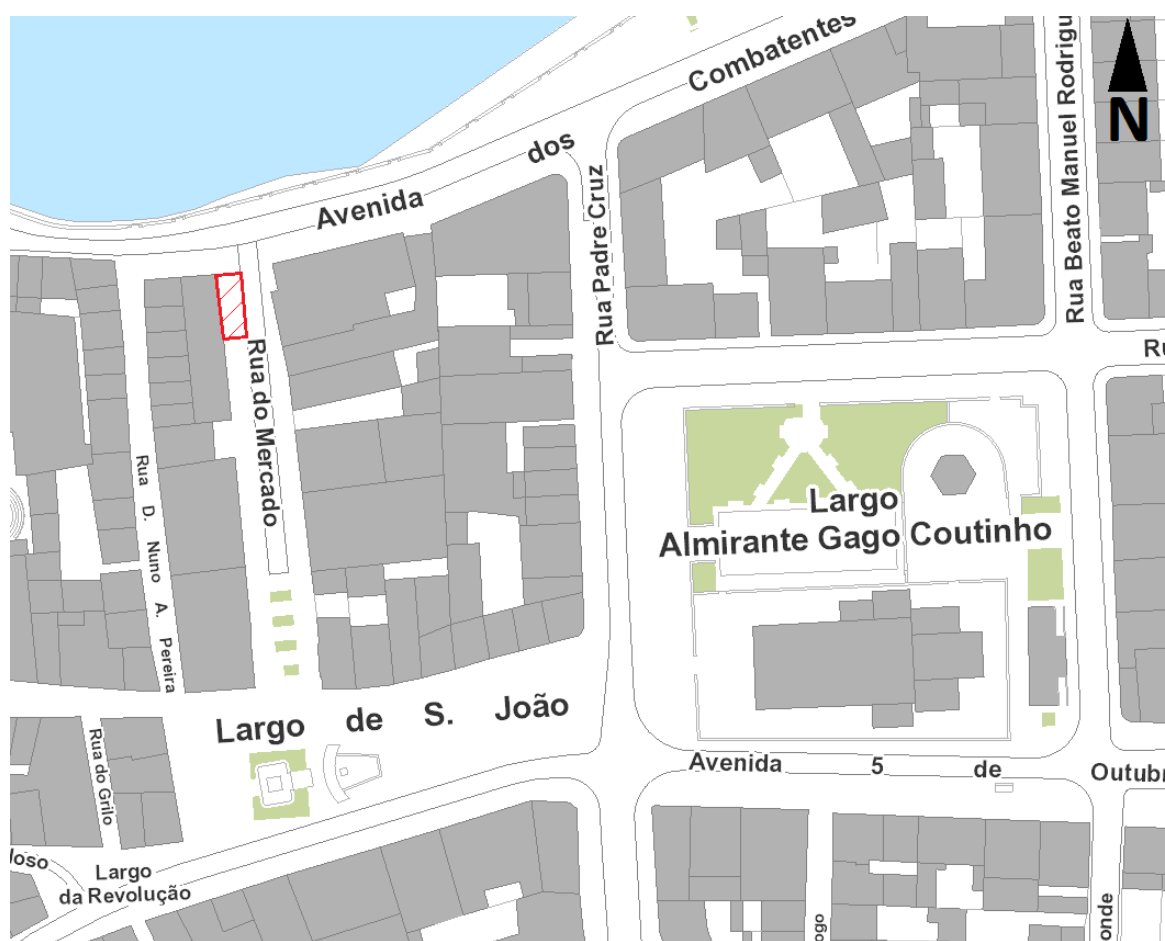 Combatentes
dos
Avenida
N
Rua Padre Cruz
Rua Beato Manuel Rodrigu
Ru
Rua do Mercado
Rua D. Nuno A. Pereira
Largo
Almirante Gago Coutinho
Largo de S. João
Rua do Grilo
Avenida 5 de Outubr
loso
Largo
da Revolução
ogo
onde